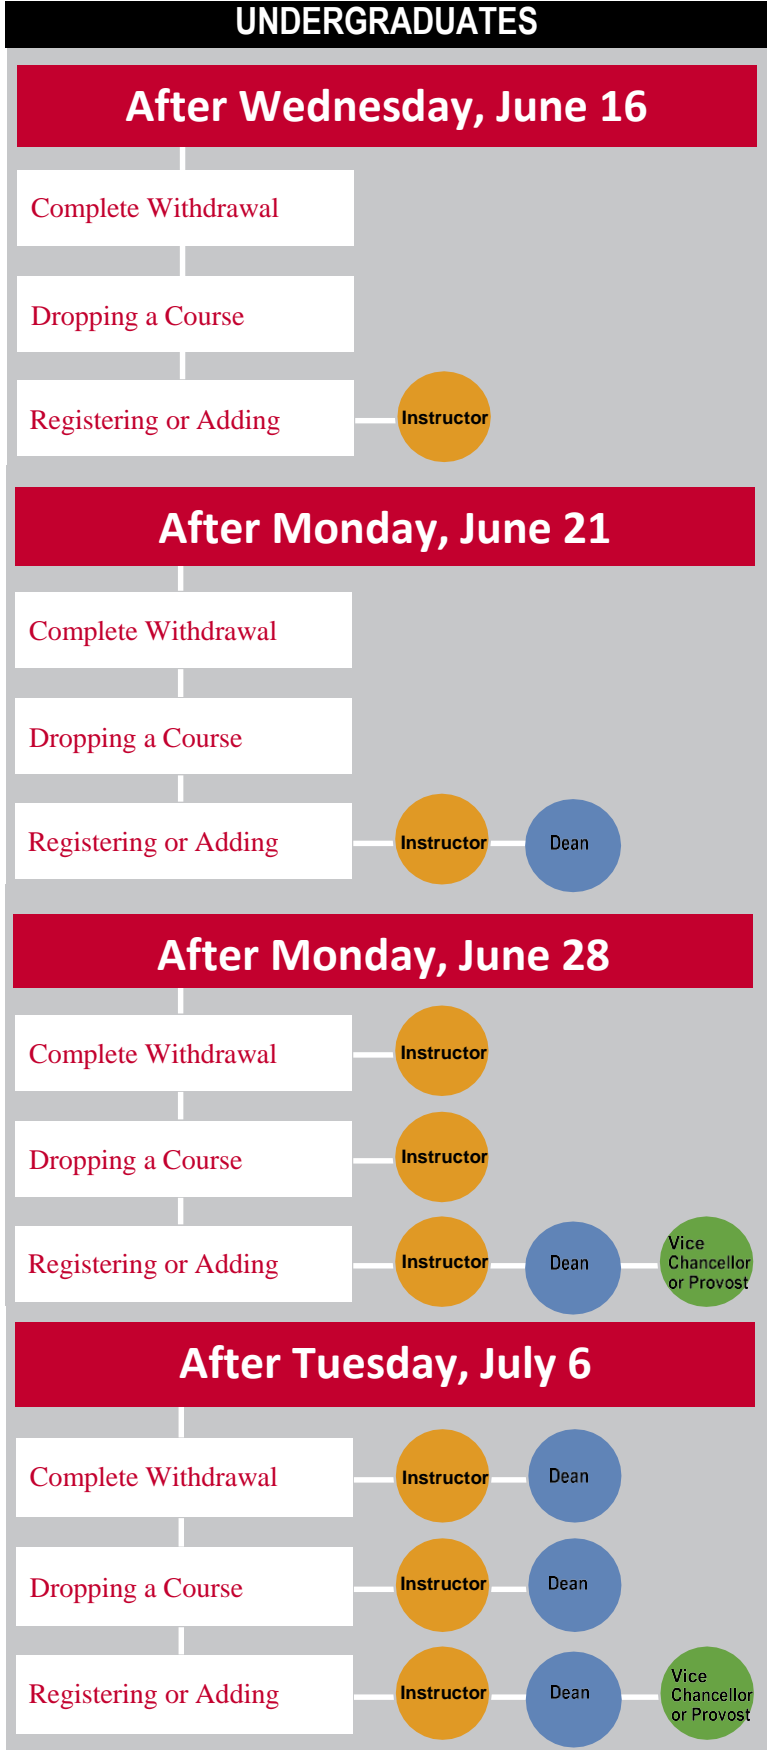 UNDERGRADUATES
After Wednesday, June 16
Complete Withdrawal
Dropping a Course
Registering or Adding
Instructor
After Monday, June 21
Complete Withdrawal
Dropping a Course
Registering or Adding
Instructor
Dean
After Monday, June 28
Complete Withdrawal
Instructor
Dropping a Course
Instructor
Registering or Adding
Instructor
Dean
Vice
Chancellor
or Provost
After Tuesday, July 6
Complete Withdrawal
Instructor
Dean
Dropping a Course
Instructor
Dean
Registering or Adding
Instructor
Dean
Vice
Chancellor
or Provost